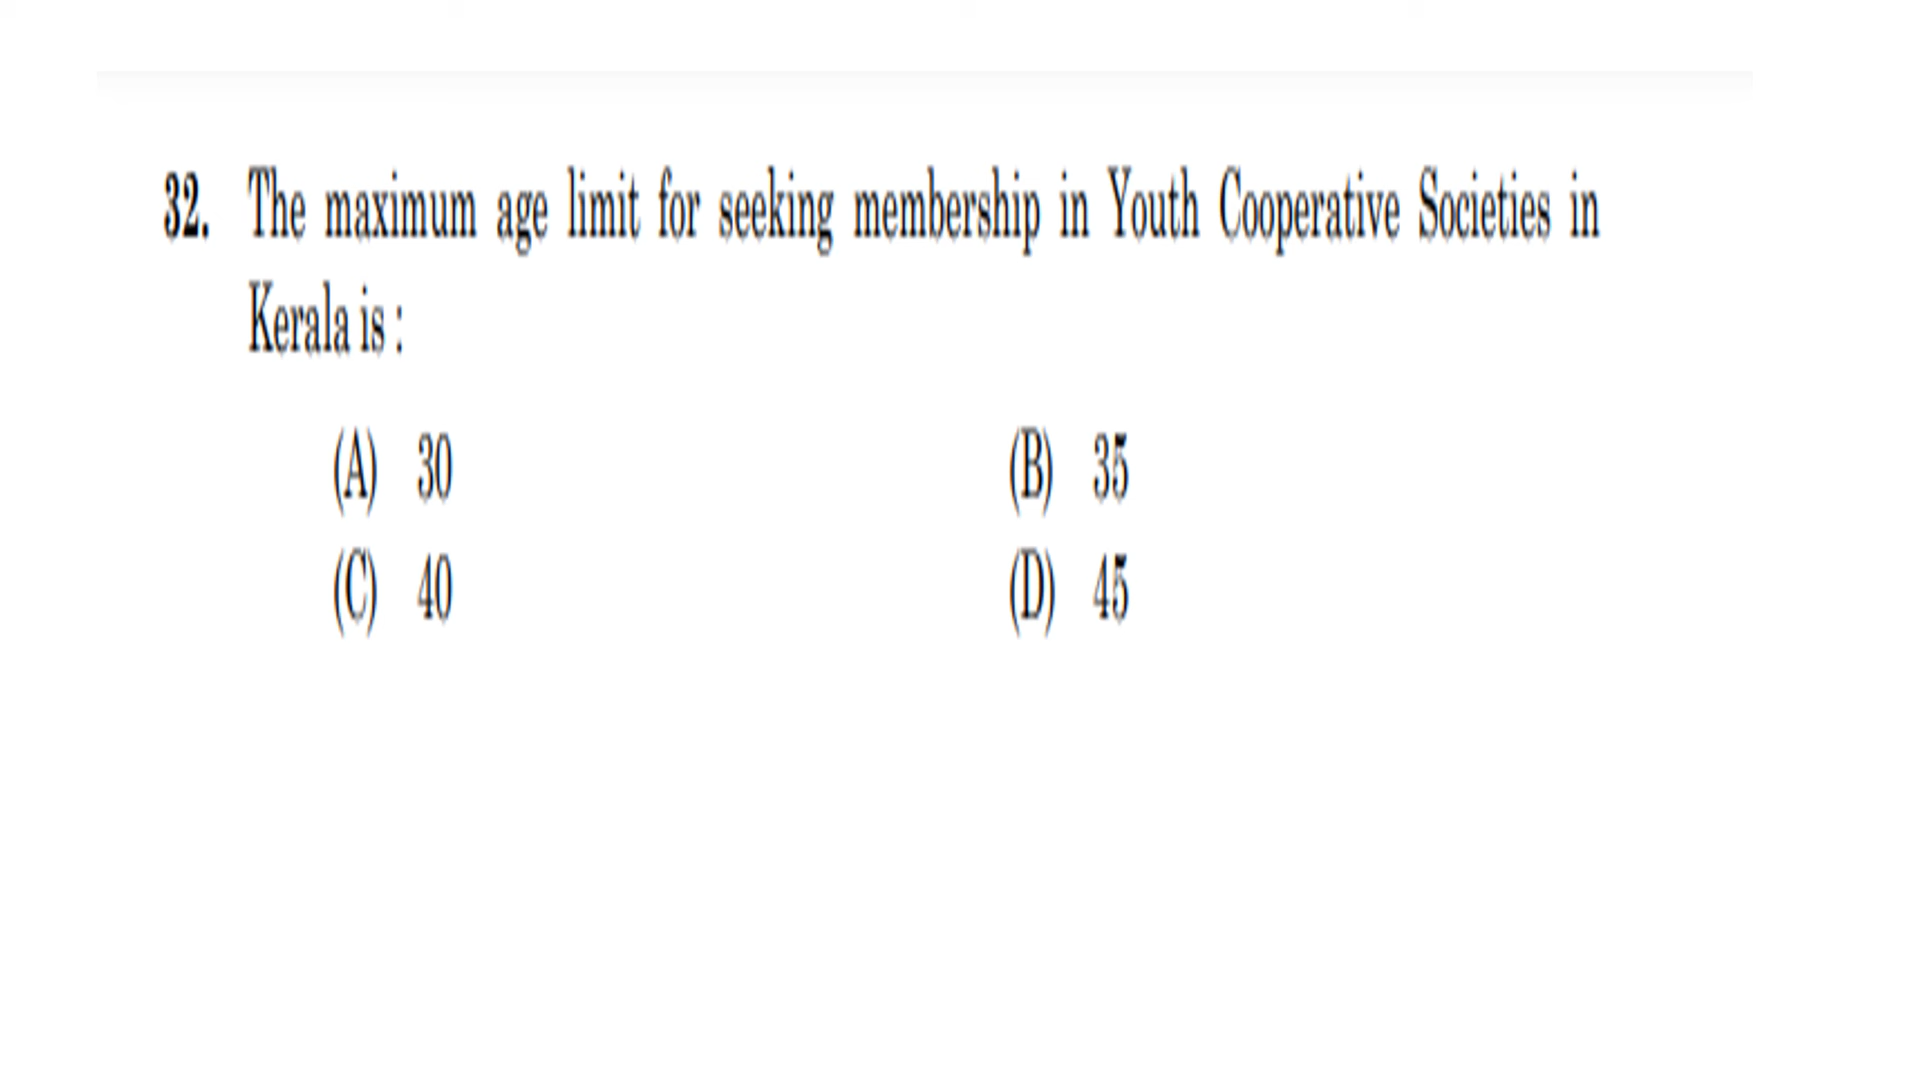 32. The maximum age limit for seeking membership in Youth Cooperative Societies in
Kerala is :
(A) 30 (B) 35
(C) 40 (D) 45